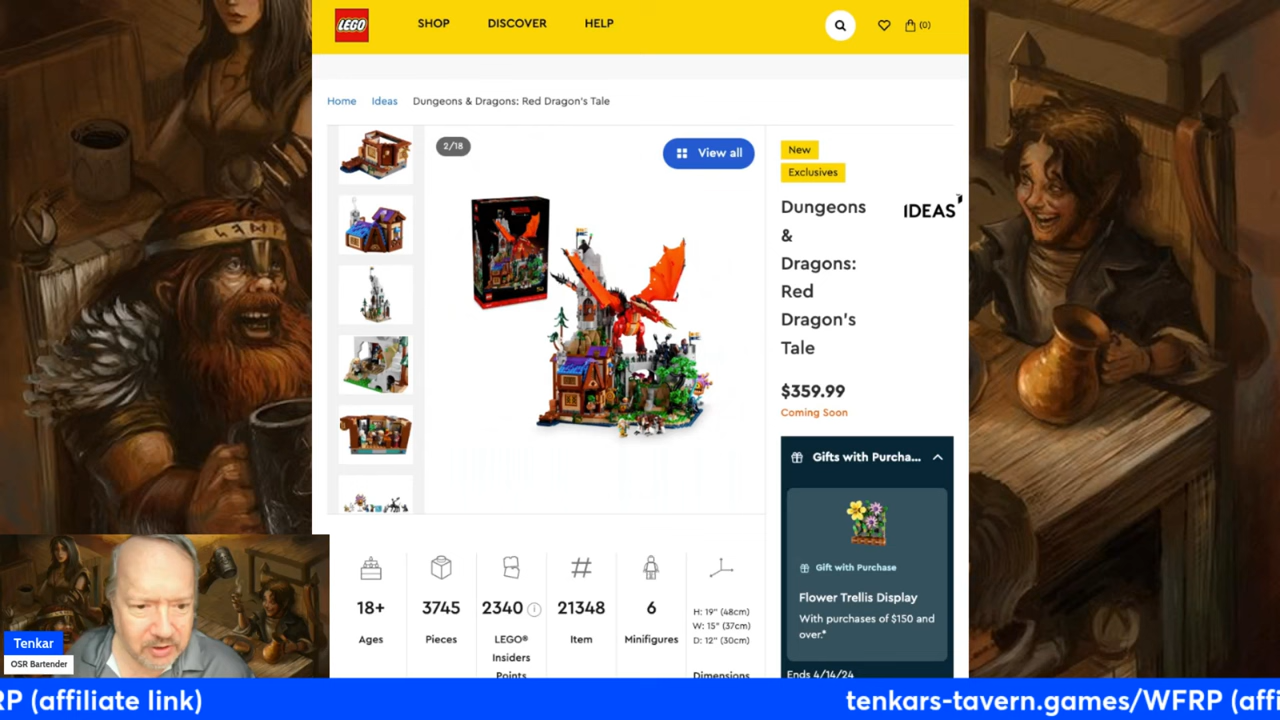 LEGO
SHOP
DISCOVER
HELP
(0)
Home
Ideas
Dungeons & Dragons: Red Dragon's Tale
2/18
View all
New
Exclusives
Dungeons
&
Dragons:
Red
Dragon's
Tale
IDEAS
$359.99
Coming Soon
Gifts with Purcha...
Gift with Purchase
Flower Trellis Display
With purchases of $150 and
over.*
Ends 4/14/24
18+
Ages
3745
Pieces
2340
LEGO®
Insiders
Points
#
21348
Item
6
Minifigures
H: 19" (48cm)
W: 15" (37cm)
D: 12" (30cm)
Dimensions
Tenkar
OSR Bartender
RP (affiliate link)
tenkars-tavern.games/WFRP (affi